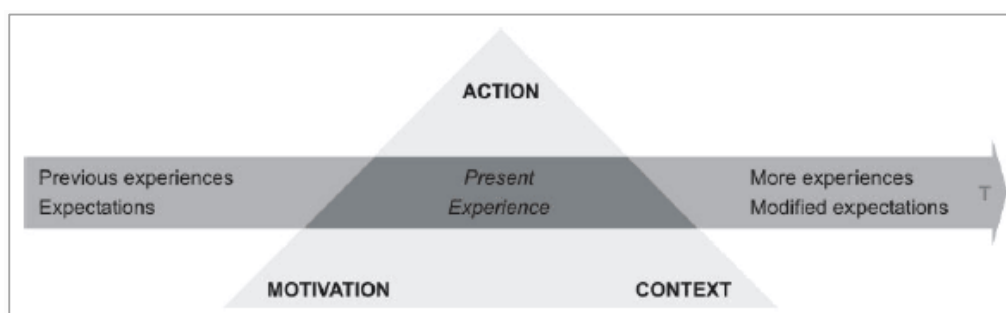 ACTION
Previous experiences
Expectations
Present
Experience
More experiences
Modified expectations
T
MOTIVATION
CONTEXT